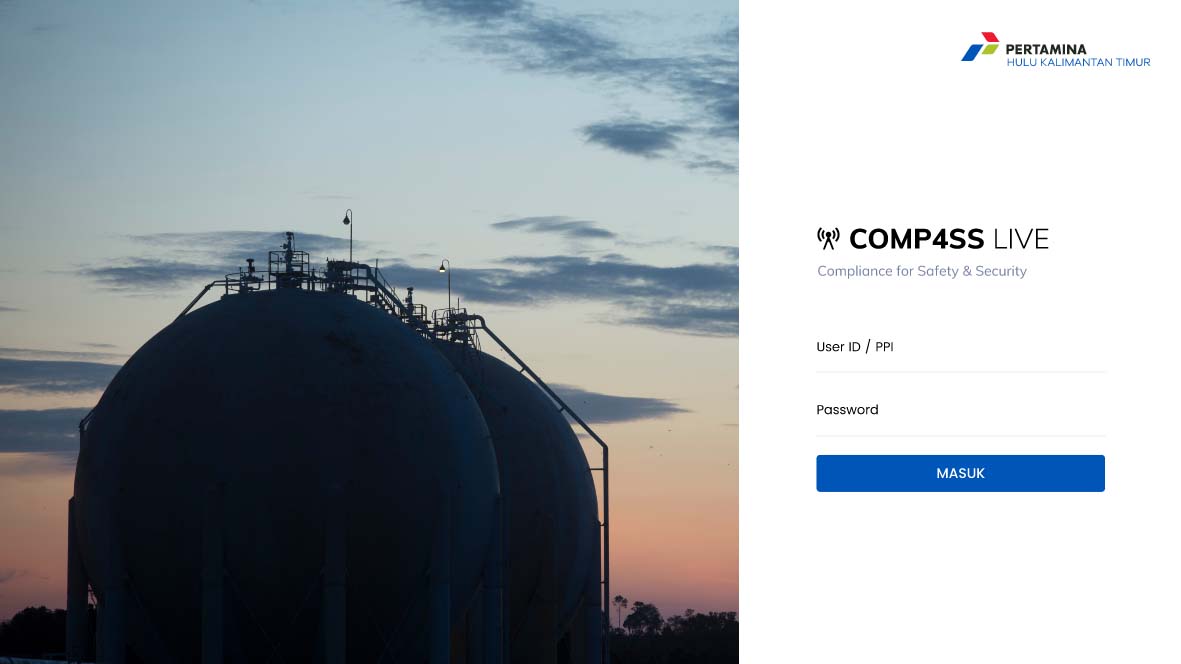 PERTAMINA
HULU KALIMANTAN TIMUR
COMP4SS LIVE
Compliance for Safety & Security
User ID / PPI
Password
MASUK